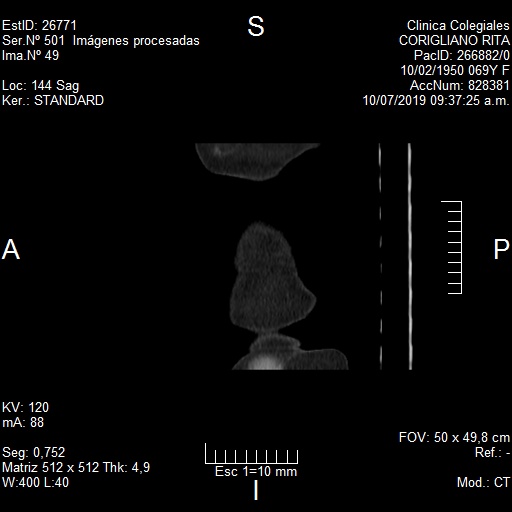 EstID: 26771
Ser.Nº 501  Imágenes procesadas
Ima.Nº 49
Loc: 144 Sag
Ker.: STANDARD
S
Clinica Colegiales
CORIGLIANO RITA
PacID: 266882/0
10/02/1950 069Y F
AccNum: 828381
10/07/2019 09:37:25 a.m.
A
P
KV: 120
mA: 88
Seg: 0,752
Matriz 512 x 512 Thk: 4,9
W:400 L:40
Esc 1=10 mm
I
FOV: 50 x 49,8 cm
Ref.: -
Mod.: CT